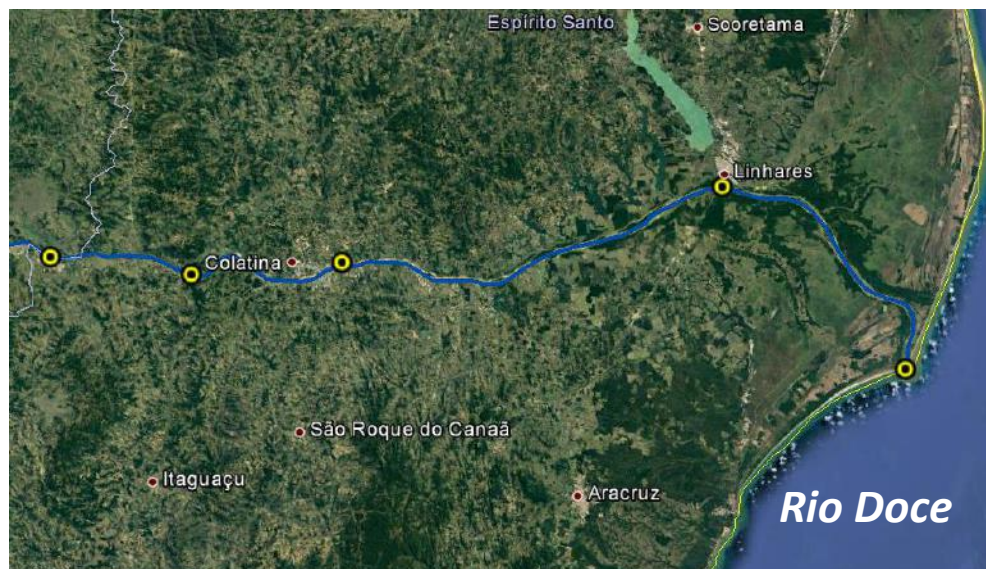 Espírito Santo
Sooretama
Linhares
Colatina
São Roque do Canaã
Itaguaçu
Aracruz
Rio Doce